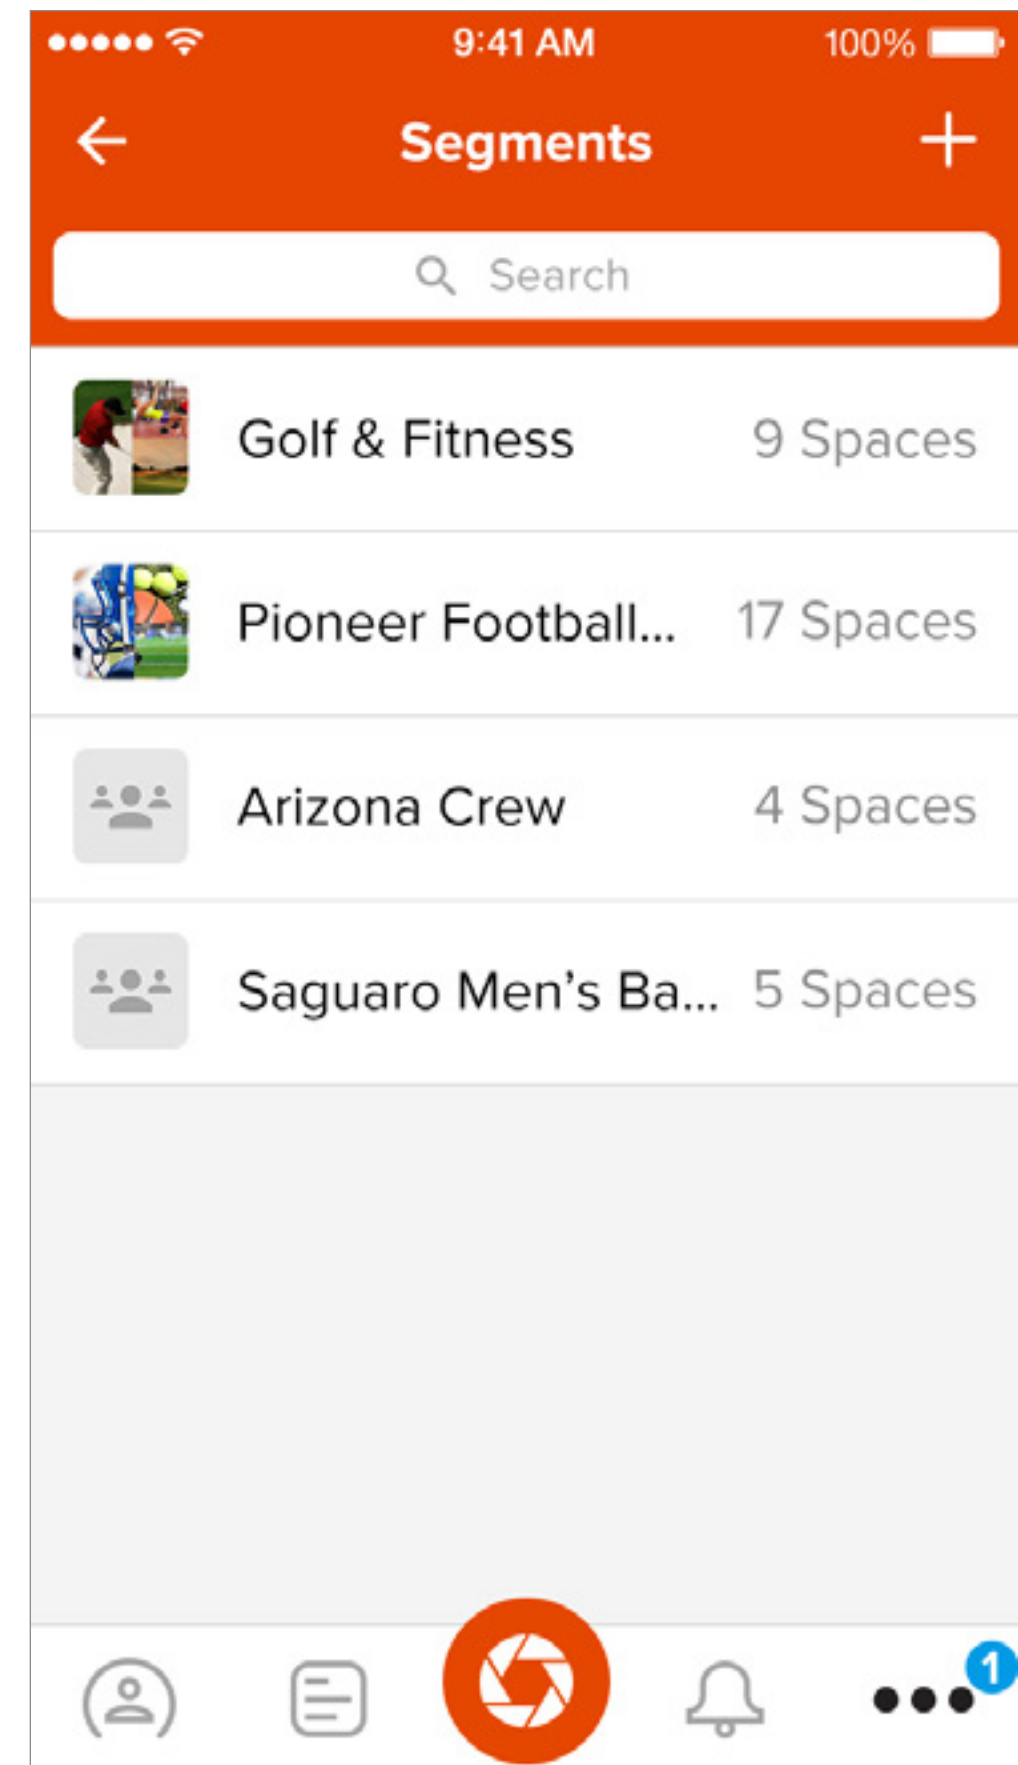 9:41 AM 100%
Segments
Search
Golf & Fitness 9 Spaces
Pioneer Football... 17 Spaces
Arizona Crew 4 Spaces
Saguaro Men’s Ba... 5 Spaces
1